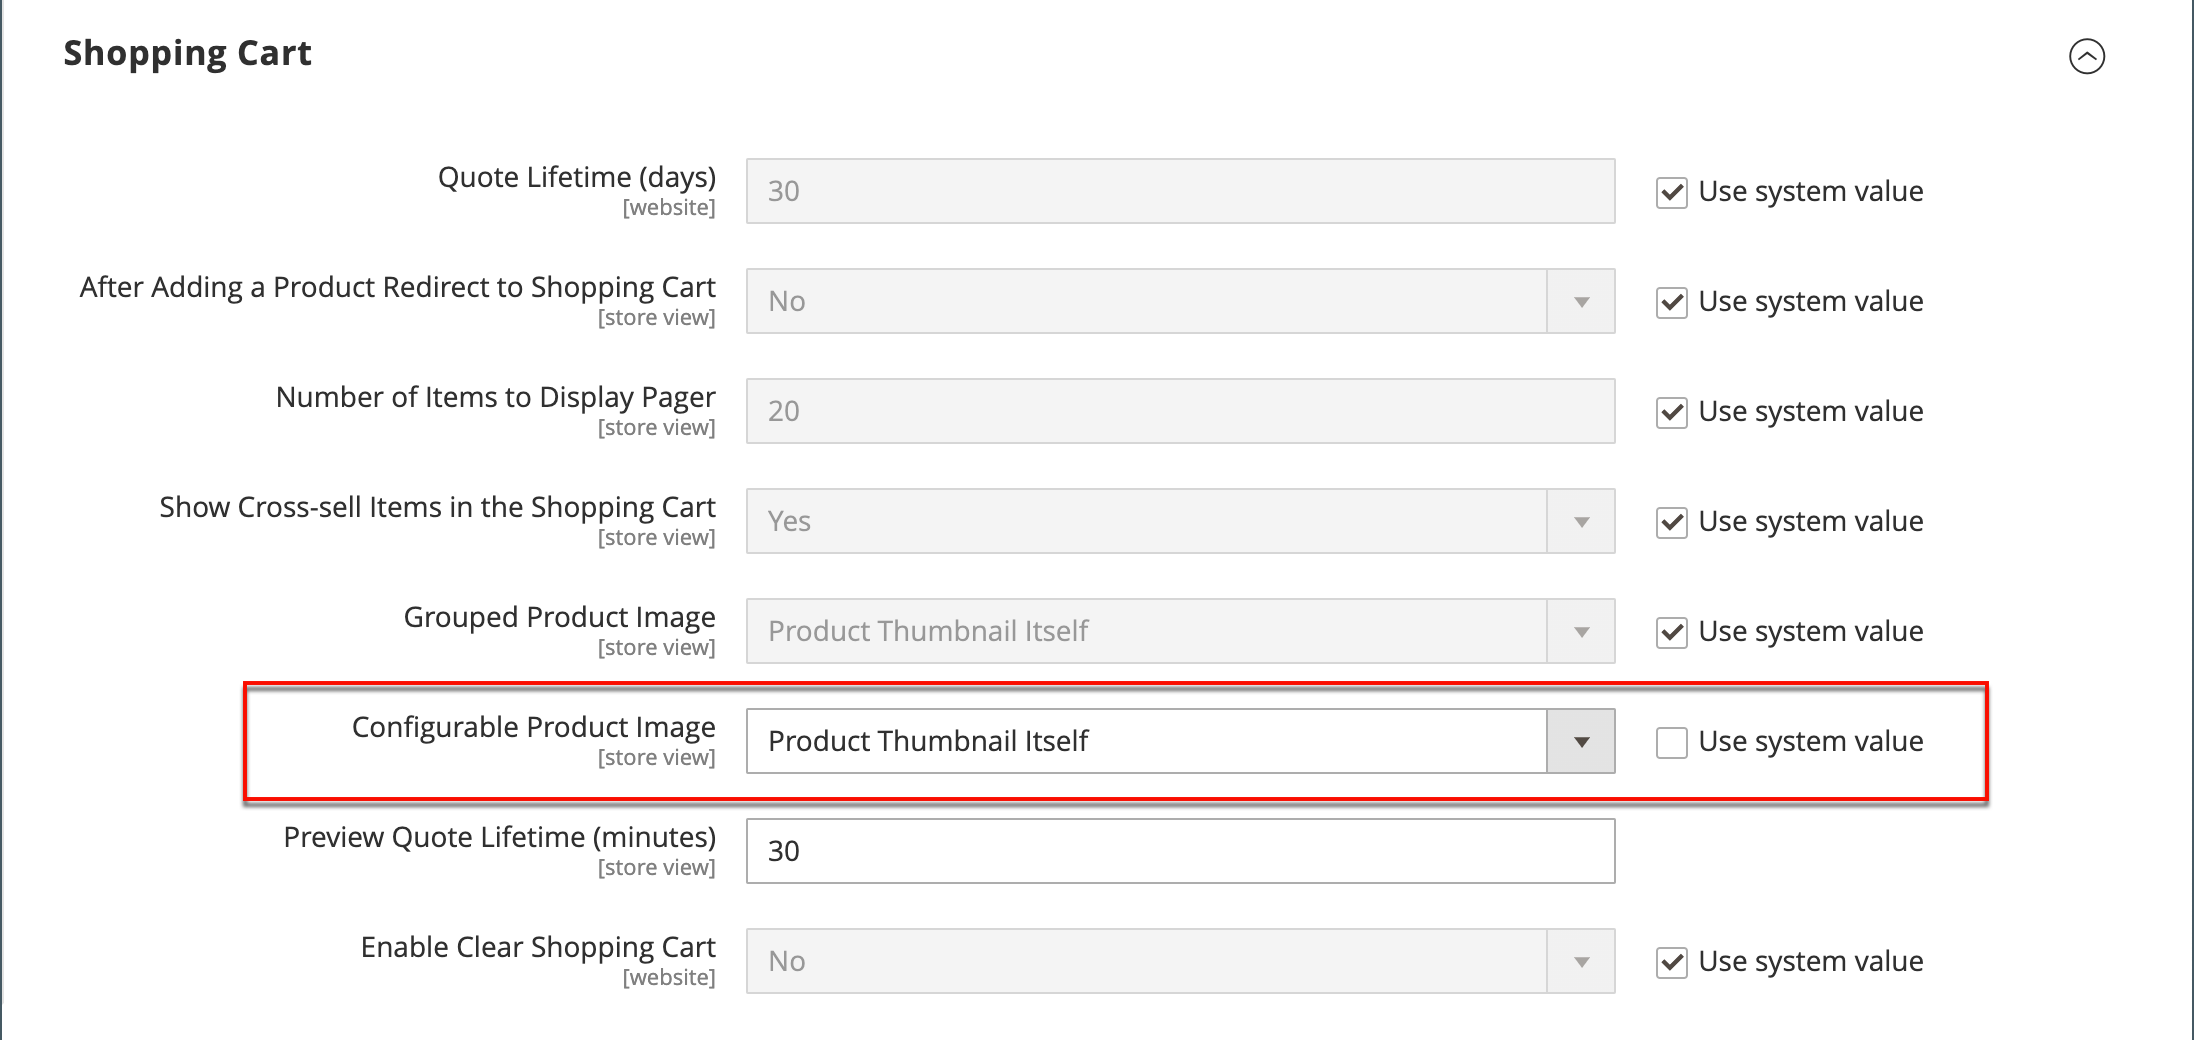 Shopping Cart
Quote Lifetime (days)
[website]
30
Use system value
After Adding a Product Redirect to Shopping Cart
[store view]
No
Use system value
Number of Items to Display Pager
[store view]
20
Use system value
Show Cross-sell Items in the Shopping Cart
[store view]
Yes
Use system value
Grouped Product Image
[store view]
Product Thumbnail Itself
Use system value
Configurable Product Image
[store view]
Product Thumbnail Itself
Use system value
Preview Quote Lifetime (minutes)
[store view]
30
Enable Clear Shopping Cart
[website]
No
Use system value